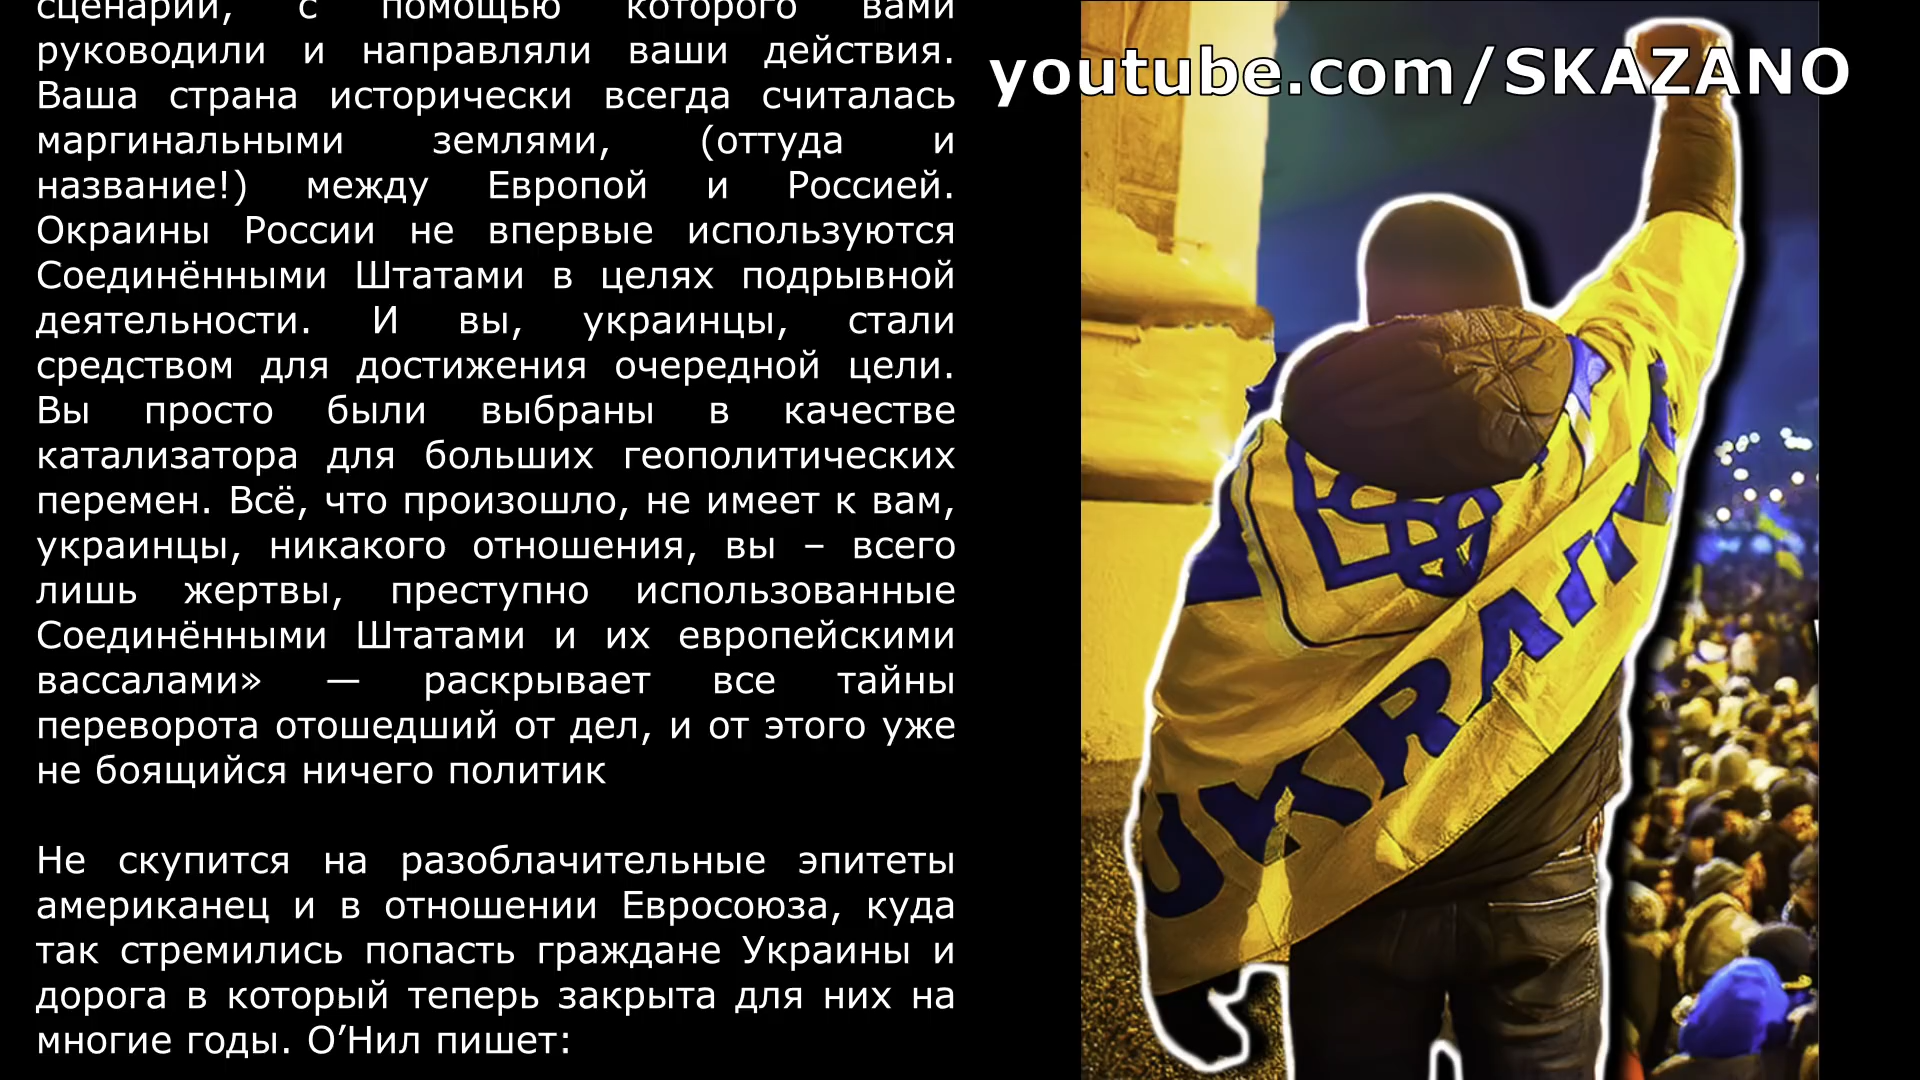 сценарии, с помощью которого вами
руководили и направляли ваши действия.
Ваша страна исторически всегда считалась
маргинальными землями, (оттуда и
название!) между Европой и Россией.
Окраины России не впервые используются
Соединёнными Штатами в целях подрывной
деятельности. И вы, украинцы, стали
средством для достижения очередной цели.
Вы просто были выбраны в качестве
катализатора для больших геополитических
перемен. Всё, что произошло, не имеет к вам,
украинцы, никакого отношения, вы – всего
лишь жертвы, преступно использованные
Соединёнными Штатами и их европейскими
вассалами» — раскрывает все тайны
переворота отошедший от дел, и от этого уже
не боящийся ничего политик
Не скупится на разоблачительные эпитеты
американец и в отношении Евросоюза, куда
так стремились попасть граждане Украины и
дорога в который теперь закрыта для них на
многие годы. О’Нил пишет:
youtube.com/SKAZANO
UKRAIN